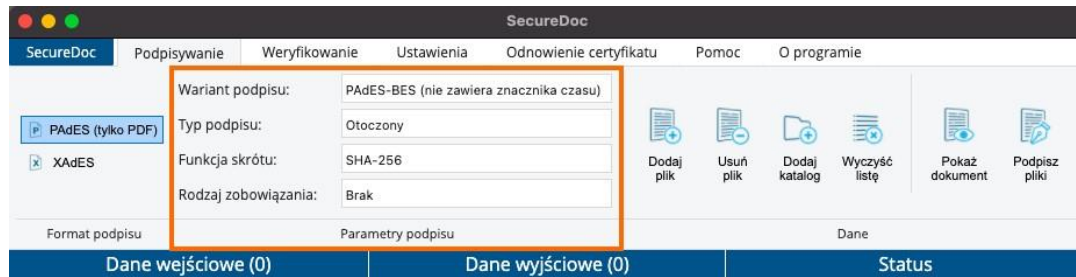 SecureDoc
SecureDoc Podpisywanie Weryfikowanie Ustawienia Odnowienie certyfikatu Pomoc O programie
PAdES (tylko PDF)
XAdES
Format podpisu
Wariant podpisu: PAdES-BES (nie zawiera znacznika czasu)
Typ podpisu: Otoczony
Funkcja skrótu: SHA-256
Rodzaj zobowiązania: Brak
Parametry podpisu
Dodaj plik
Usuń plik
Dodaj katalog
Wyczyść listę
Pokaż dokument
Podpisz pliki
Dane
Dane wejściowe (0) Dane wyjściowe (0) Status